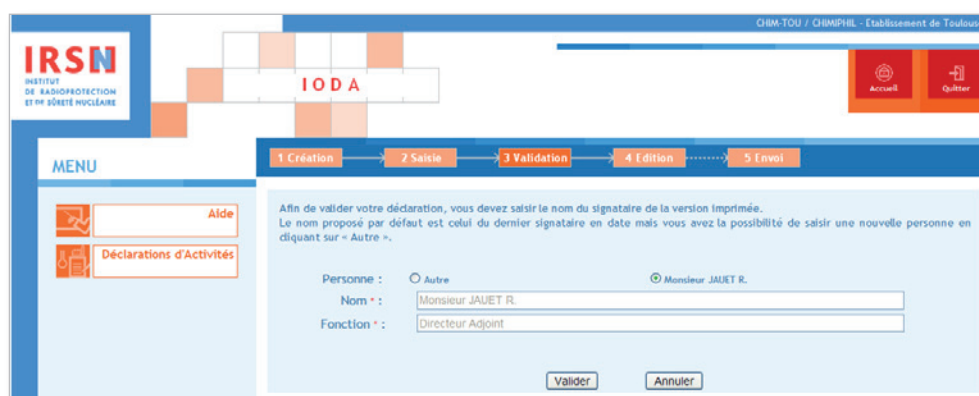 CHIM-TOU / CHIMIPHIL - Etablissement de Toulouse
IRSN
INSTITUT
DE RADIOPROTECTION
ET DE SÛRETÉ NUCLÉAIRE
IODA
Accueil
Quitter
MENU
1 Création
2 Saisie
3 Validation
4 Edition
5 Envoi
Aide
Déclarations d'Activités
Afin de valider votre déclaration, vous devez saisir le nom du signataire de la version imprimée.
Le nom proposé par défaut est celui du dernier signataire en date mais vous avez la possibilité de saisir une nouvelle personne en
cliquant sur « Autre ».
Personne :
Autre
Monsieur JAUET R.
Nom * :
Monsieur JAUET R.
Fonction * :
Directeur Adjoint
Valider
Annuler